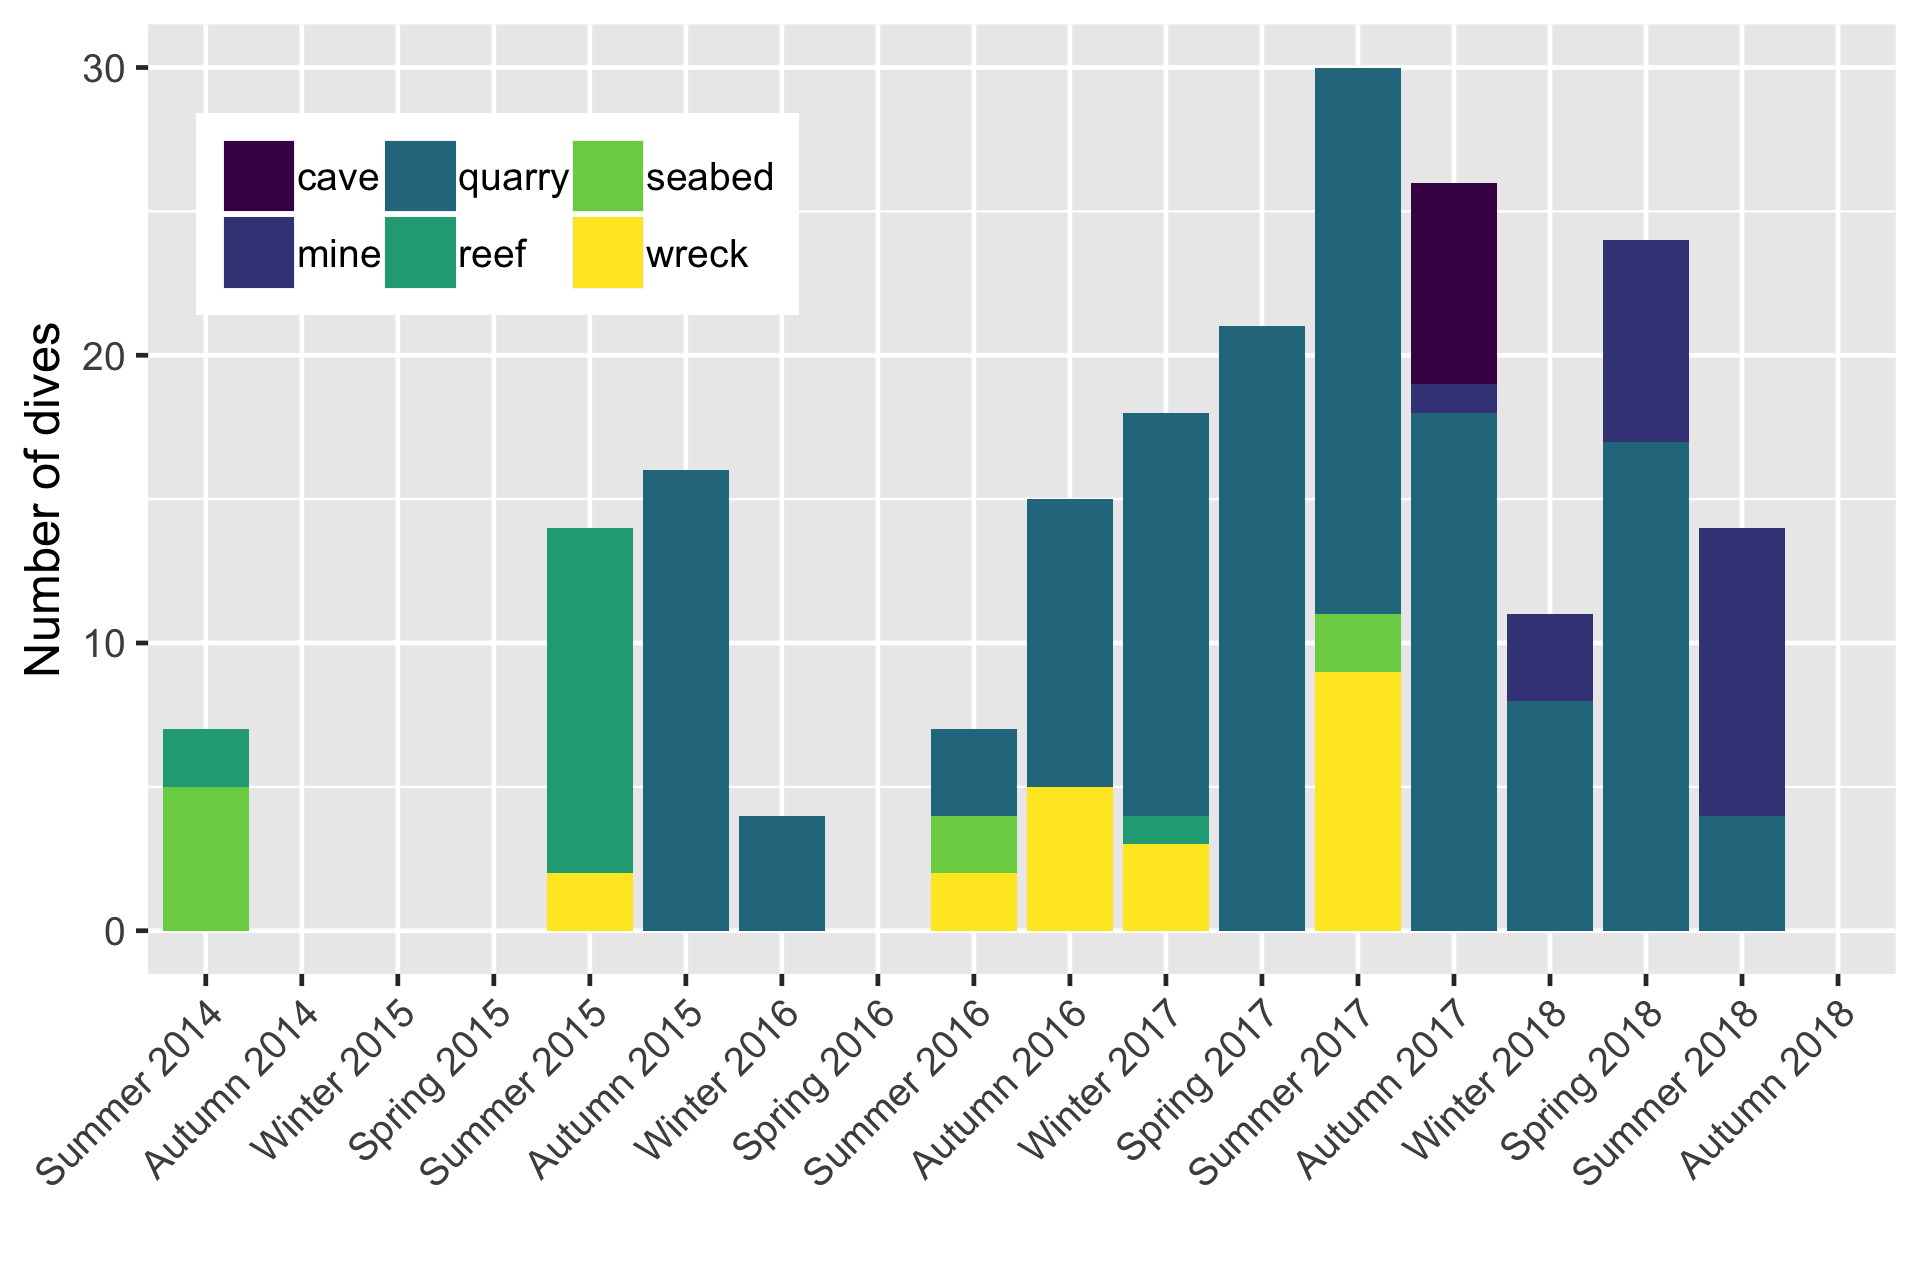 30
20
10
0
Number of dives
cave quarry seabed
mine reef wreck
Summer 2014
Autumn 2014
Winter 2015
Spring 2015
Summer 2015
Autumn 2015
Winter 2016
Spring 2016
Summer 2016
Autumn 2016
Winter 2017
Spring 2017
Summer 2017
Autumn 2017
Winter 2018
Spring 2018
Summer 2018
Autumn 2018